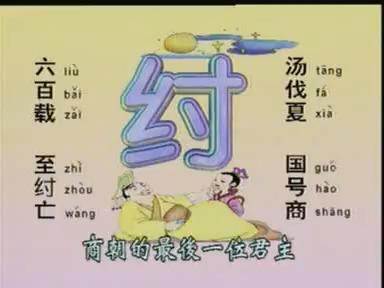 汤 tāng
伐 fá
夏 xià
国 guó
号 hào
商 shāng
六 liù
百 bǎi
载 zǎi
至 zhì
纣 zhòu
亡 wáng
纣
商朝的最後一位君主